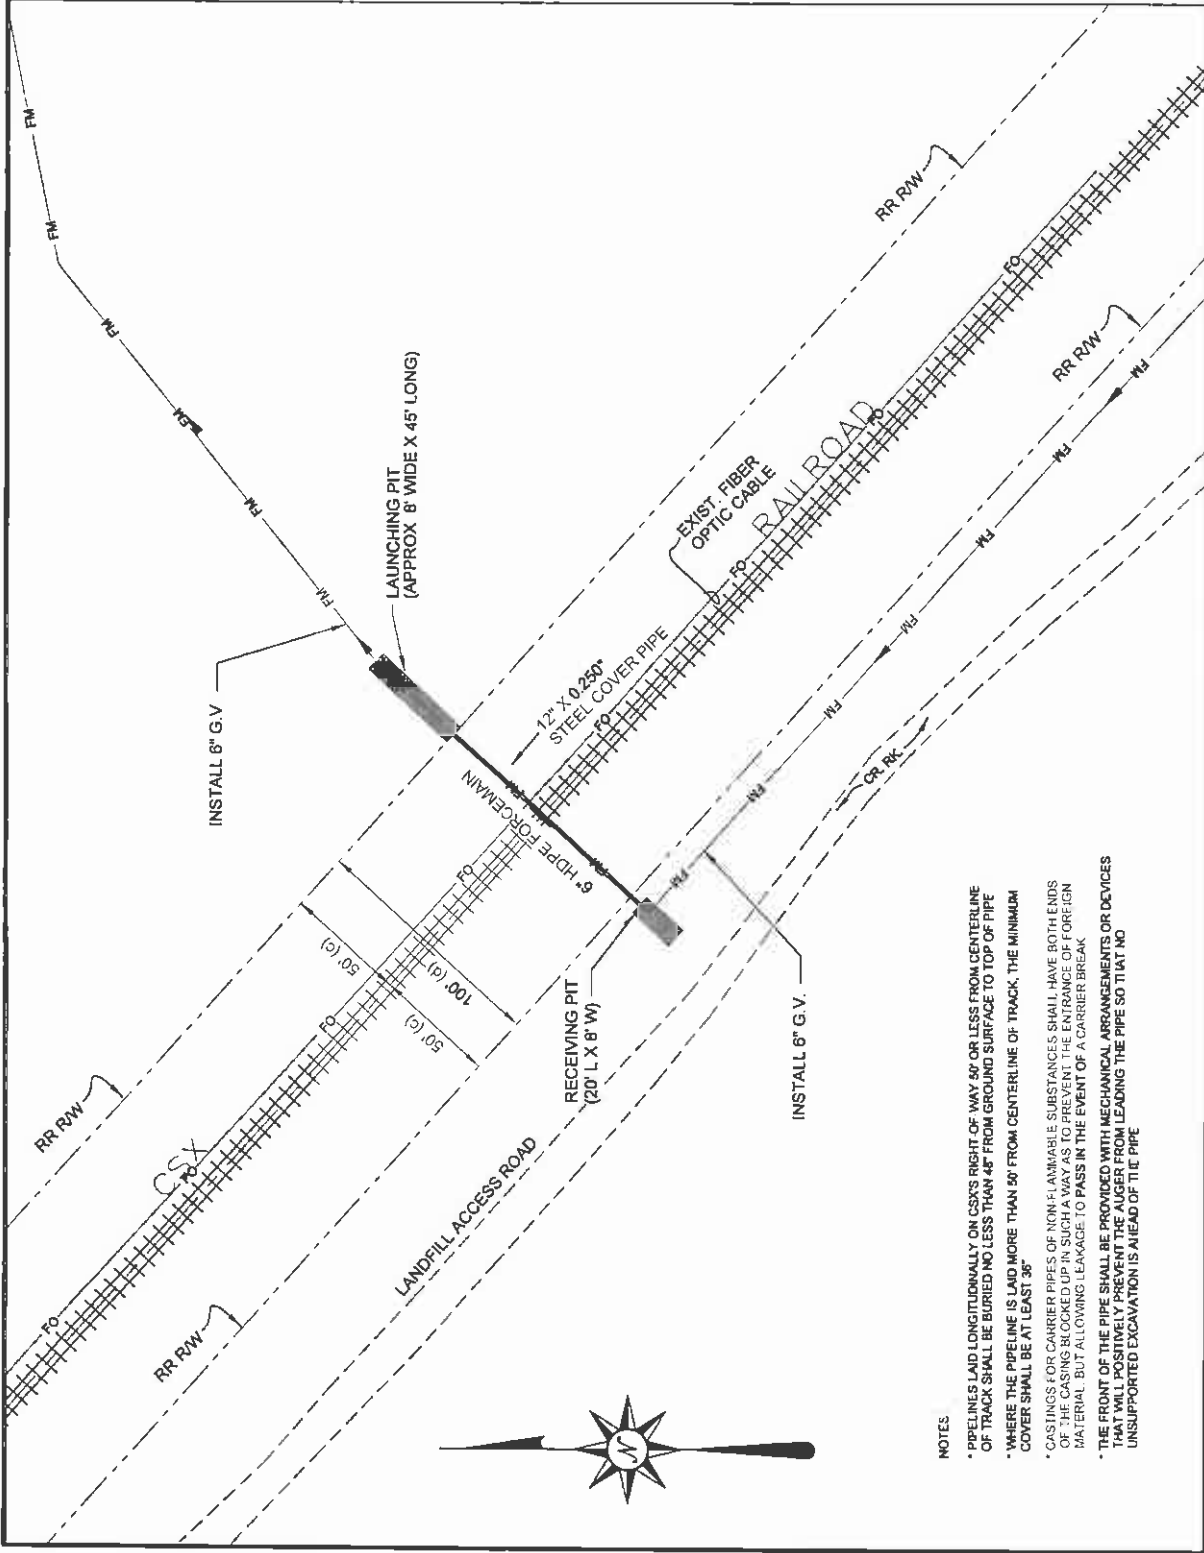 FM
FM
FM
FM
FM
FM
INSTALL 6" G.V
LAUNCHING PIT
(APPROX 8' WIDE X 45' LONG)
RR R/W
RR R/W
12" X 0.250"
STEEL COVER PIPE
6" HDPE FORCEMAIN
FM
FM
EXIST. FIBER
OPTIC CABLE
RAILROAD
CSX
FO
FO
FO
FO
FO
FO
FO
FO
50' (c)
50' (c)
100' (d)
RR R/W
RR R/W
RECEIVING PIT
(20' L X 8' W)
INSTALL 6" G.V.
LANDFILL ACCESS ROAD
CR. RK.
FM
FM
FM
FM
FM
FM
FM
N
NOTES
* PIPELINES LAID LONGITUDINALLY ON CSX'S RIGHT OF WAY 50' OR LESS FROM CENTERLINE
OF TRACK SHALL BE BURIED NO LESS THAN 48" FROM GROUND SURFACE TO TOP OF PIPE
* WHERE THE PIPELINE IS LAID MORE THAN 50' FROM CENTERLINE OF TRACK, THE MINIMUM
COVER SHALL BE AT LEAST 36"
* CASTINGS FOR CARRIER PIPES OF NON-FLAMMABLE SUBSTANCES SHALL HAVE BOTH ENDS
OF THE CASING BLOCKED UP IN SUCH A WAY AS TO PREVENT THE ENTRANCE OF FOREIGN
MATERIAL, BUT ALLOWING LEAKAGE TO PASS IN THE EVENT OF A CARRIER BREAK
* THE FRONT OF THE PIPE SHALL BE PROVIDED WITH MECHANICAL ARRANGEMENTS OR DEVICES
THAT WILL POSITIVELY PREVENT THE AUGER FROM LEADING THE PIPE SO THAT NO
UNSUPPORTED EXCAVATION IS AHEAD OF THE PIPE